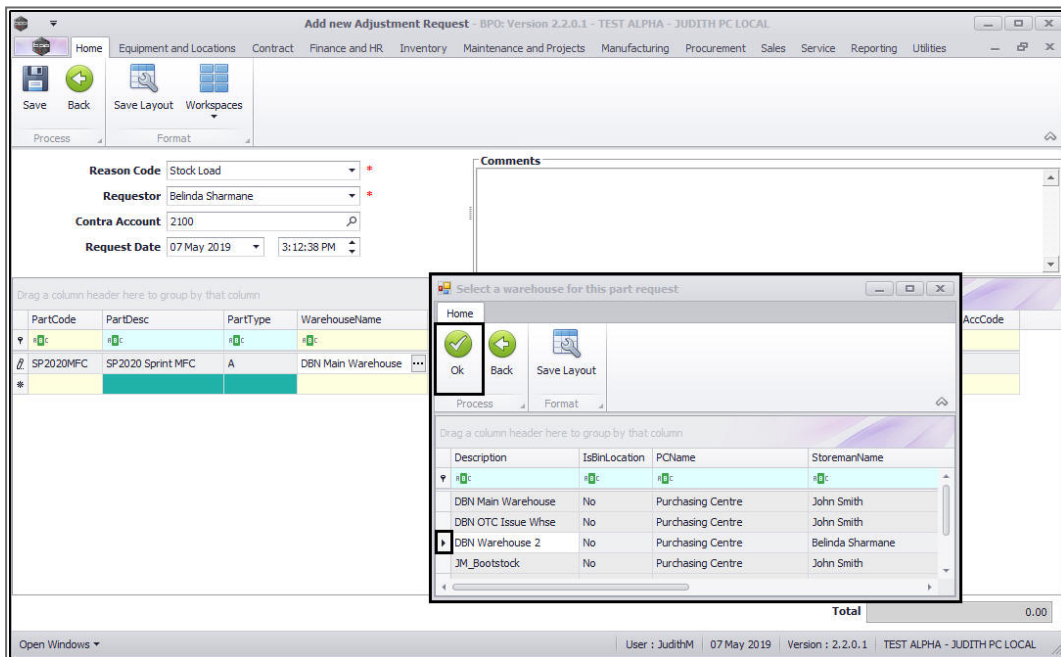 Add new Adjustment Request - BPO: Version 2.2.0.1 - TEST ALPHA - JUDITH PC LOCAL
Home Equipment and Locations Contract Finance and HR Inventory Maintenance and Projects Manufacturing Procurement Sales Service Reporting Utilities
Save Back Save Layout Workspaces
Process Format
Reason Code Stock Load *
Requestor Belinda Sharmane *
Contra Account 2100
Request Date 07 May 2019 3:12:38 PM
Comments
Drag a column header here to group by that column
PartCode PartDesc PartType WarehouseName AccCode
SP2020MFC SP2020 Sprint MFC A DBN Main Warehouse ...
Select a warehouse for this part request
Home
Ok Back Save Layout
Process Format
Drag a column header here to group by that column
Description IsBinLocation PCName StoremanName
DBN Main Warehouse No Purchasing Centre John Smith
DBN OTC Issue Whse No Purchasing Centre John Smith
DBN Warehouse 2 No Purchasing Centre Belinda Sharmane
JM_Bootstock No Purchasing Centre John Smith
Total 0.00
Open Windows User : JudithM 07 May 2019 Version : 2.2.0.1 TEST ALPHA - JUDITH PC LOCAL